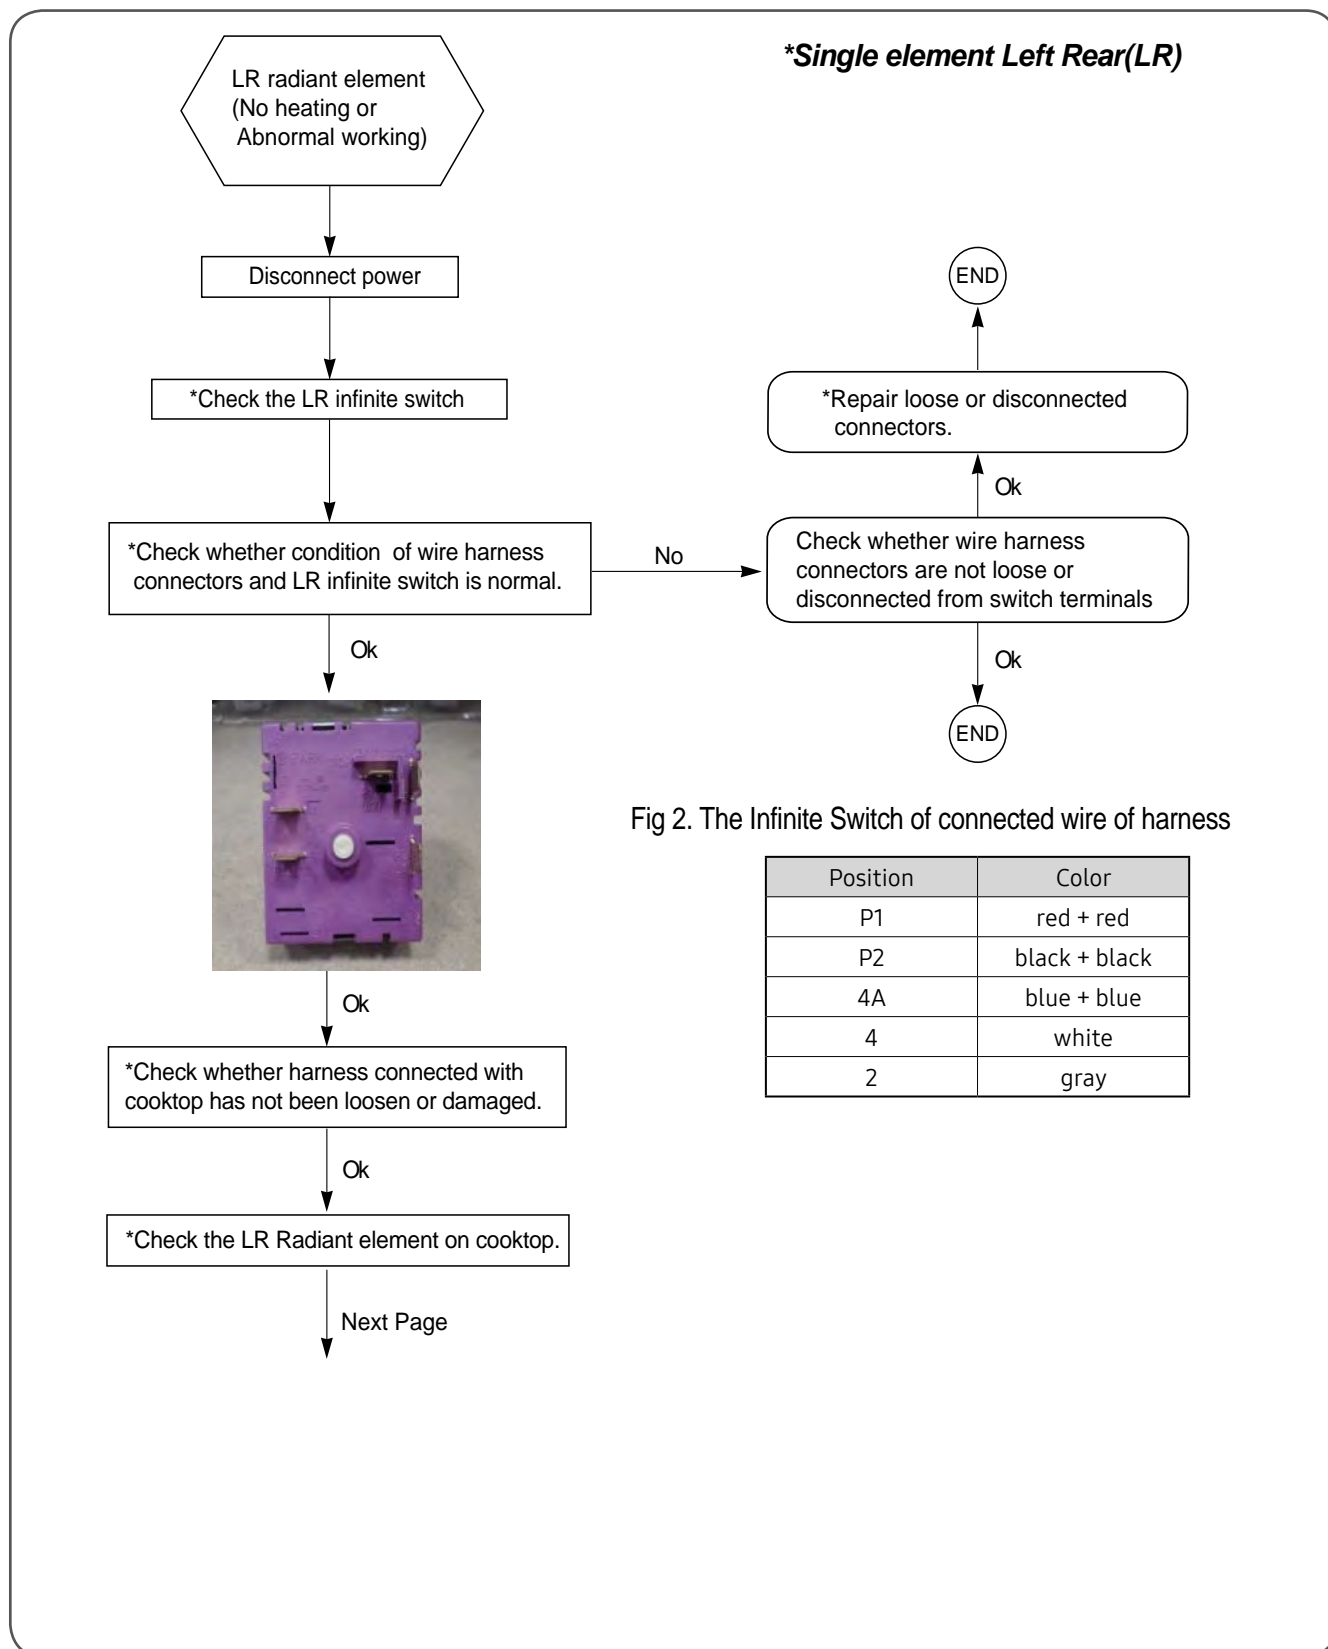 *Single element Left Rear(LR)
LR radiant element
(No heating or
Abnormal working)
Disconnect power
*Check the LR infinite switch
*Check whether condition  of wire harness
connectors and LR infinite switch is normal.
No
Check whether wire harness
connectors are not loose or
disconnected from switch terminals
Ok
*Repair loose or disconnected
connectors.
END
Ok
END
Ok
Fig 2. The Infinite Switch of connected wire of harness
Position Color
P1 red + red
P2 black + black
4A blue + blue
4 white
2 gray
Ok
*Check whether harness connected with
cooktop has not been loosen or damaged.
Ok
*Check the LR Radiant element on cooktop.
Next Page